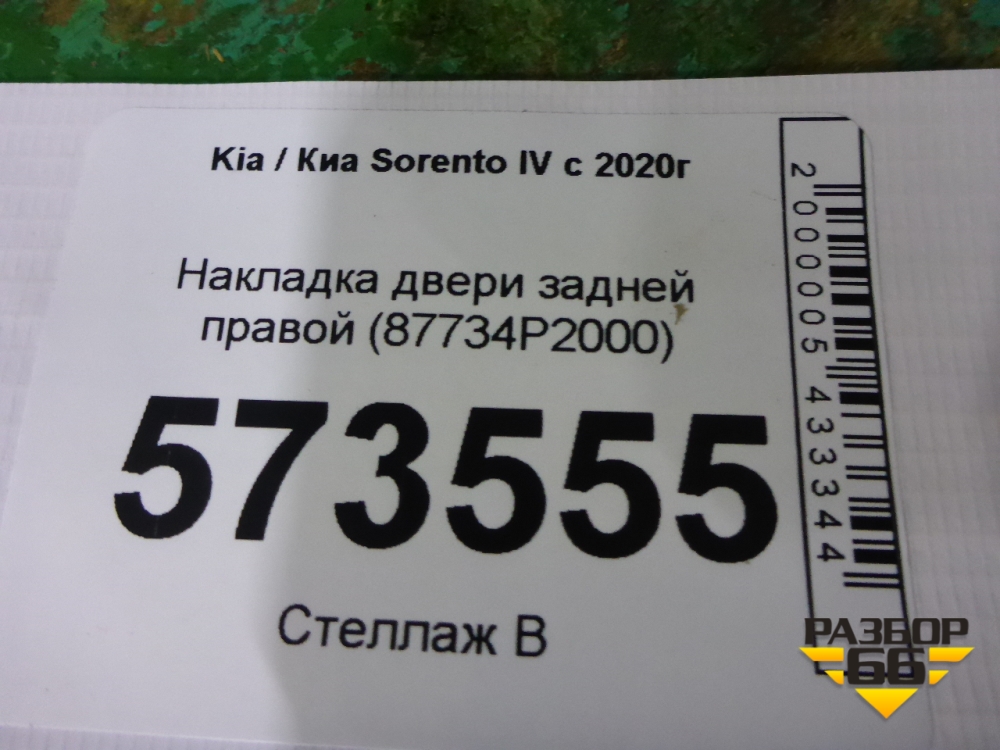 Kia / Киа Sorento IV с 2020г
Накладка двери задней
правой (87734P2000)
573555
Стеллаж В
2000005433344
РАЗБОР
66